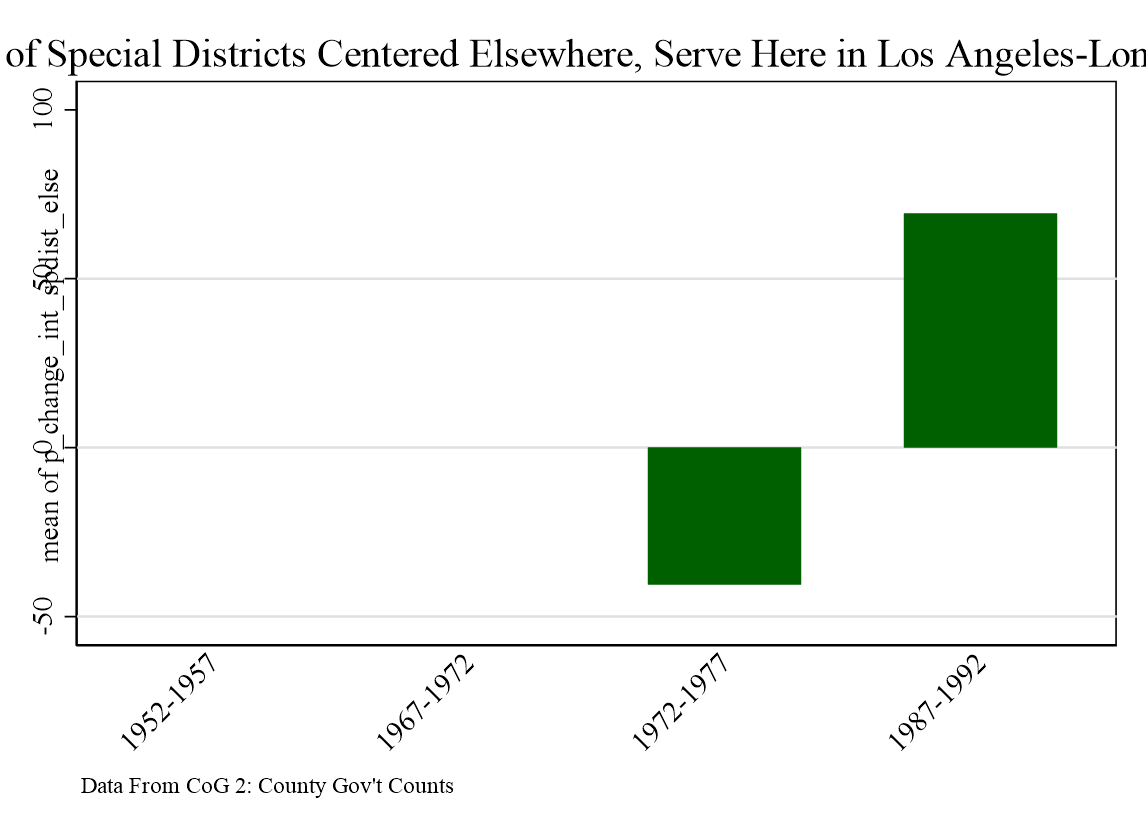 of Special Districts Centered Elsewhere, Serve Here in Los Angeles-Lon
100
50
0
-50
mean of p_change_int_spdist_else
1952-1957
1967-1972
1972-1977
1987-1992
Data From CoG 2: County Gov't Counts